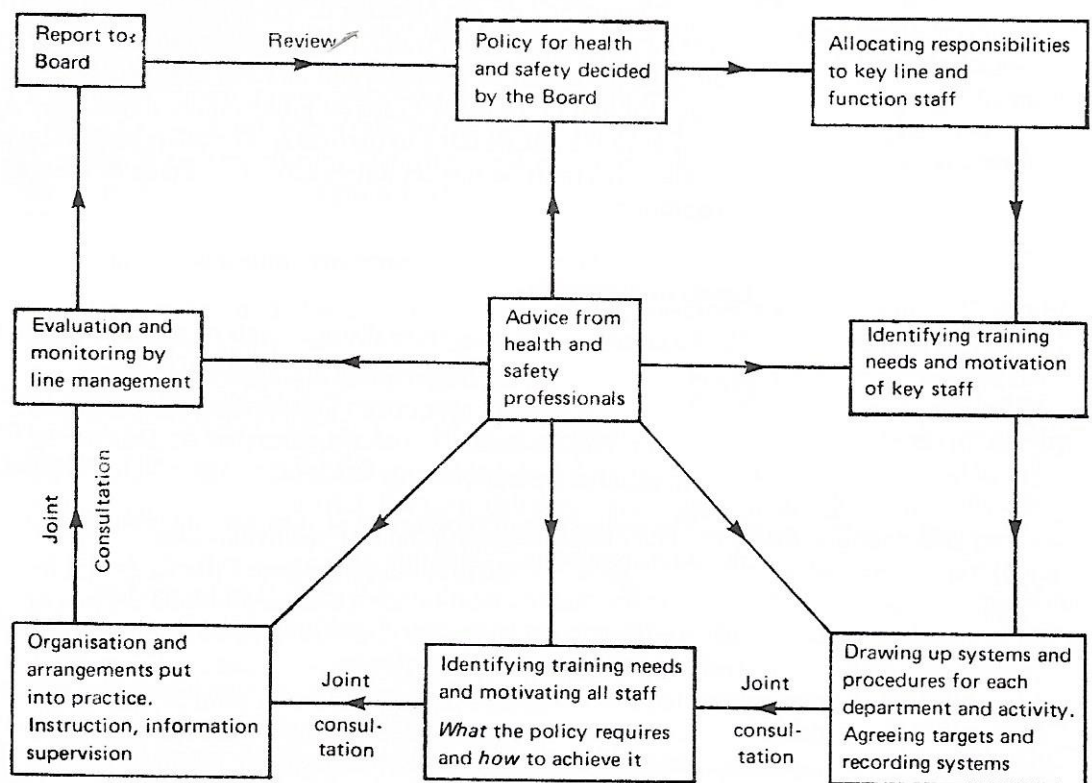 Report to
Board
Review
Policy for health
and safety decided
by the Board
Allocating responsibilities
to key line and
function staff
Evaluation and
monitoring by
line management
Advice from
health and
safety
professionals
Identifying training
needs and motivation
of key staff
Joint
Consultation
Organisation and
arrangements put
into practice.
Instruction, information
supervision
Joint
consul-
tation
Identifying training needs
and motivating all staff
What the policy requires
and how to achieve it
Joint
consul-
tation
Drawing up systems and
procedures for each
department and activity.
Agreeing targets and
recording systems